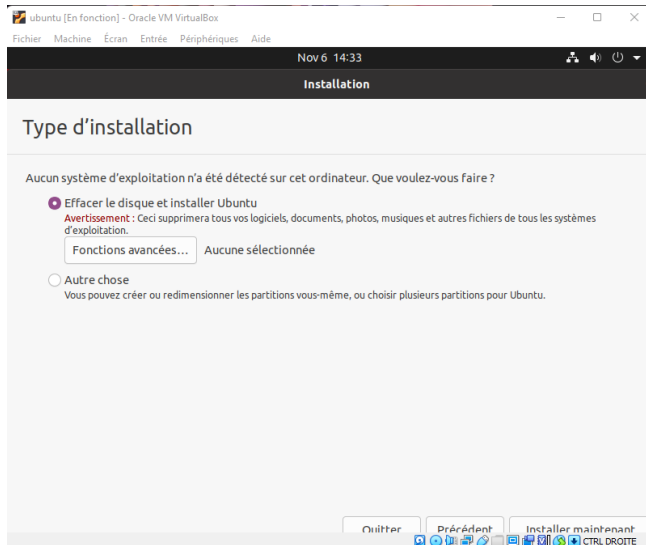 ubuntu [En fonction] - Oracle VM VirtualBox
Fichier Machine Écran Entrée Périphériques Aide
Nov 6 14:33
Installation
Type d'installation
Aucun système d'exploitation n'a été détecté sur cet ordinateur. Que voulez-vous faire ?
Effacer le disque et installer Ubuntu
Avertissement : Ceci supprimera tous vos logiciels, documents, photos, musiques et autres fichiers de tous les systèmes
d'exploitation.
Fonctions avancées... Aucune sélectionnée
Autre chose
Vous pouvez créer ou redimensionner les partitions vous-même, ou choisir plusieurs partitions pour Ubuntu.
Quitter Précédent Installer maintenant
CTRL DROITE